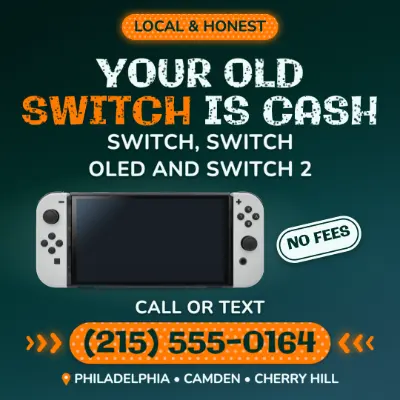 LOCAL & HONEST
YOUR OLD
SWITCH IS CASH
SWITCH, SWITCH
OLED AND SWITCH 2
NO FEES
CALL OR TEXT
(215) 555-0164
PHILADELPHIA • CAMDEN • CHERRY HILL